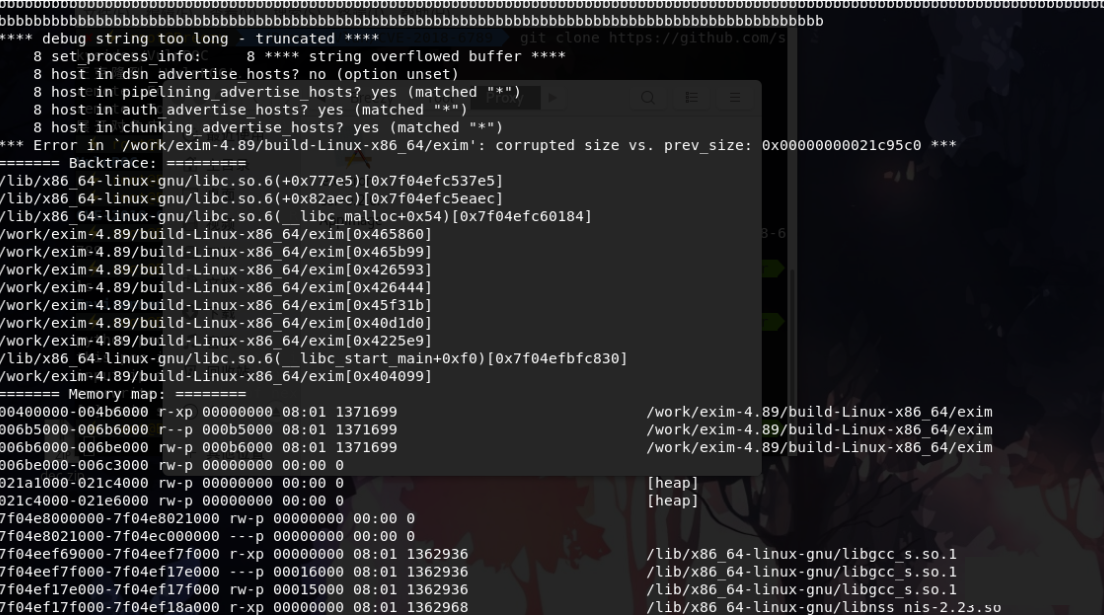 bbbbbbbbbbbbbbbbbbbbbbbbbbbbbbbbbbbbbbbbbbbbbbbbbbbbbbbbbbbbbbbbbbbbbbbbbbbbbbbbbbbbbbbbbbbbbbbbbbbbbbbbbbbbbbbbbbbbbbbbbbbb
bbbbbbbbbbbbbbbbbbbbbbbbbbbbbbbbbbbbbbbbbbbbbbbbbbbbbbbbbbbbbbbbbbbbbbbbbbbbbbbbbbbbbbbbbbbb
**** debug string too long - truncated ****
git clone https://github.com/s
8 set_process_info: 8 **** string overflowed buffer ****
8 host in dsn_advertise_hosts? no (option unset)
8 host in pipelining_advertise_hosts? yes (matched "*")
8 host in auth_advertise_hosts? yes (matched "*")
8 host in chunking_advertise_hosts? yes (matched "*")
*** Error in `/work/exim-4.89/build-Linux-x86_64/exim': corrupted size vs. prev_size: 0x00000000021c95c0 ***
======= Backtrace: =========
/lib/x86_64-linux-gnu/libc.so.6(+0x777e5)[0x7f04efc537e5]
/lib/x86_64-linux-gnu/libc.so.6(+0x82aec)[0x7f04efc5eaec]
/lib/x86_64-linux-gnu/libc.so.6(__libc_malloc+0x54)[0x7f04efc60184]
/work/exim-4.89/build-Linux-x86_64/exim[0x465860]
/work/exim-4.89/build-Linux-x86_64/exim[0x465b99]
/work/exim-4.89/build-Linux-x86_64/exim[0x426593]
/work/exim-4.89/build-Linux-x86_64/exim[0x426444]
/work/exim-4.89/build-Linux-x86_64/exim[0x45f31b]
/work/exim-4.89/build-Linux-x86_64/exim[0x40d1d0]
/work/exim-4.89/build-Linux-x86_64/exim[0x4225e9]
/lib/x86_64-linux-gnu/libc.so.6(__libc_start_main+0xf0)[0x7f04efbfc830]
/work/exim-4.89/build-Linux-x86_64/exim[0x404099]
======= Memory map: ========
00400000-004b6000 r-xp 00000000 08:01 1371699 /work/exim-4.89/build-Linux-x86_64/exim
006b5000-006b6000 r--p 000b5000 08:01 1371699 /work/exim-4.89/build-Linux-x86_64/exim
006b6000-006be000 rw-p 000b6000 08:01 1371699 /work/exim-4.89/build-Linux-x86_64/exim
006be000-006c3000 rw-p 00000000 00:00 0
021a1000-021c4000 rw-p 00000000 00:00 0 [heap]
021c4000-021e6000 rw-p 00000000 00:00 0 [heap]
7f04e8000000-7f04e8021000 rw-p 00000000 00:00 0
7f04e8021000-7f04ec000000 ---p 00000000 00:00 0
7f04eef69000-7f04eef7f000 r-xp 00000000 08:01 1362936 /lib/x86_64-linux-gnu/libgcc_s.so.1
7f04eef7f000-7f04ef17e000 ---p 00016000 08:01 1362936 /lib/x86_64-linux-gnu/libgcc_s.so.1
7f04ef17e000-7f04ef17f000 rw-p 00015000 08:01 1362936 /lib/x86_64-linux-gnu/libgcc_s.so.1
7f04ef17f000-7f04ef18a000 r-xp 00000000 08:01 1362968 /lib/x86_64-linux-gnu/libnss_nis-2.23.so